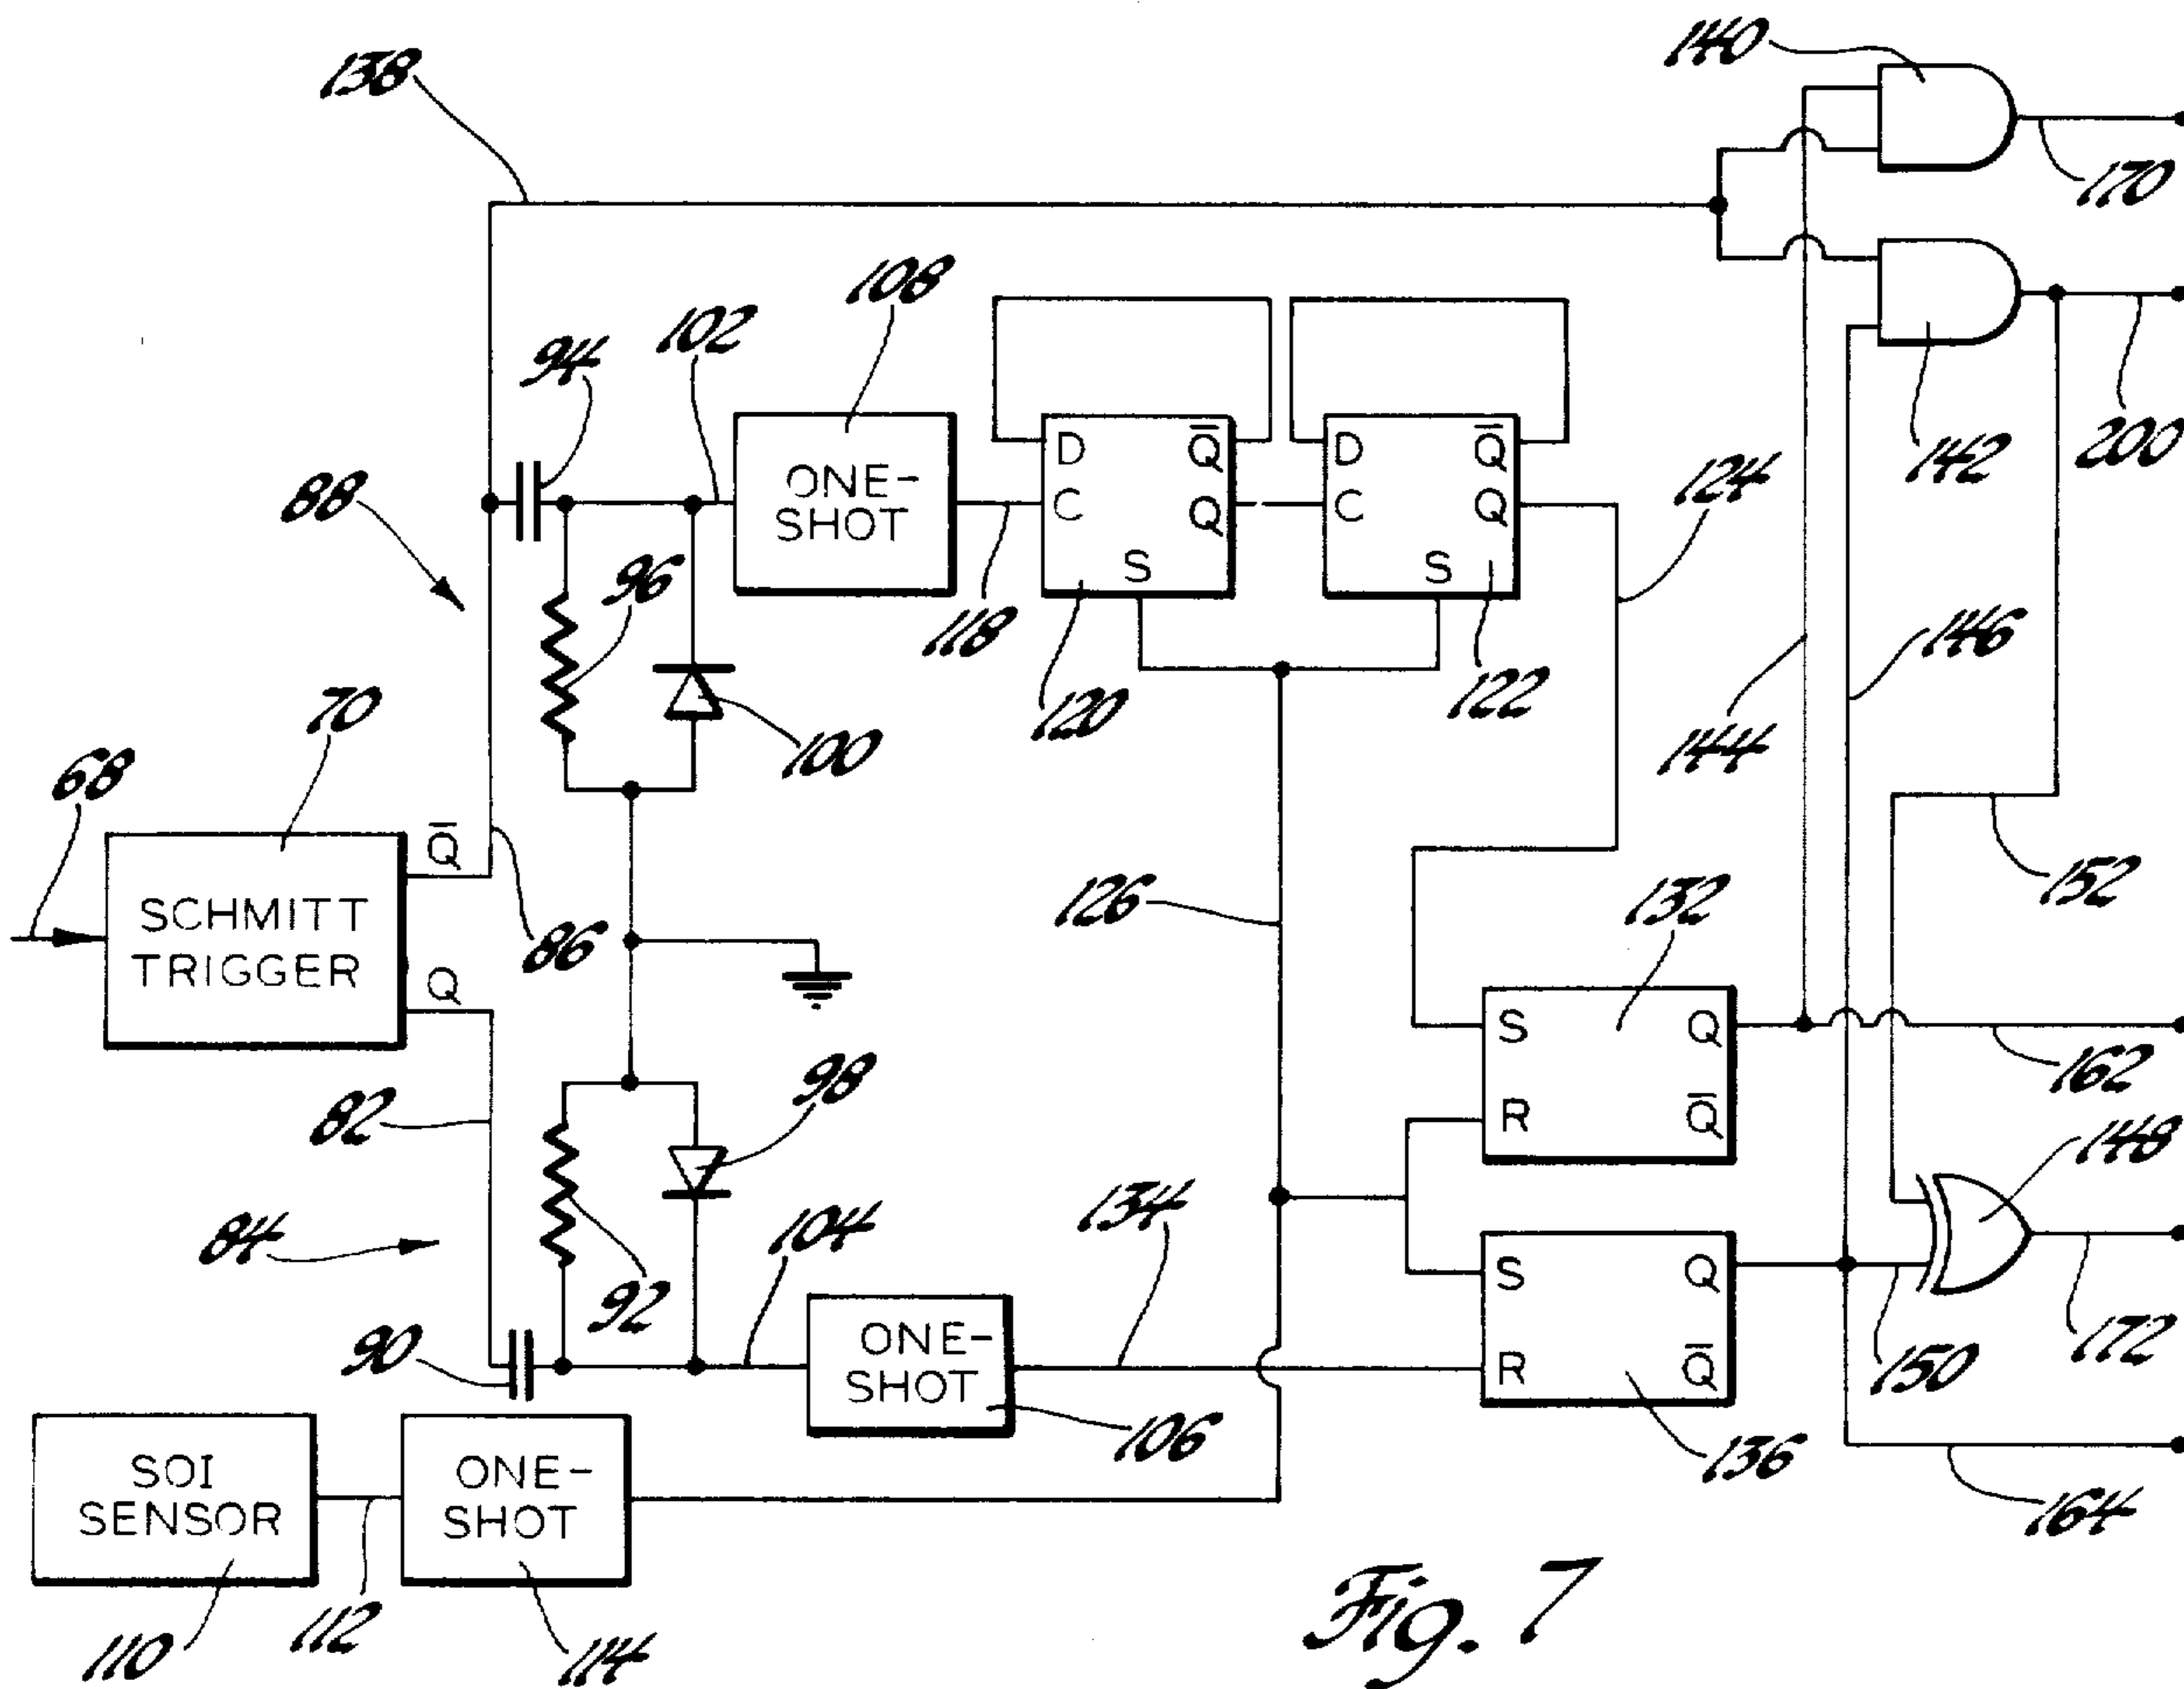 138
140
170
108
94
102
142
200
88
ONE-
SHOT
D
Q̅
C
Q
S
D
Q̅
C
Q
S
124
96
118
120
122
146
100
144
70
68
Q̅
SCHMITT
TRIGGER
Q
86
126
132
152
S
Q
R
Q̅
162
98
82
148
84
104
134
92
ONE-
SHOT
S
Q
R
Q̅
90
106
136
150
172
164
SOI
SENSOR
ONE-
SHOT
110
112
114
Fig. 7